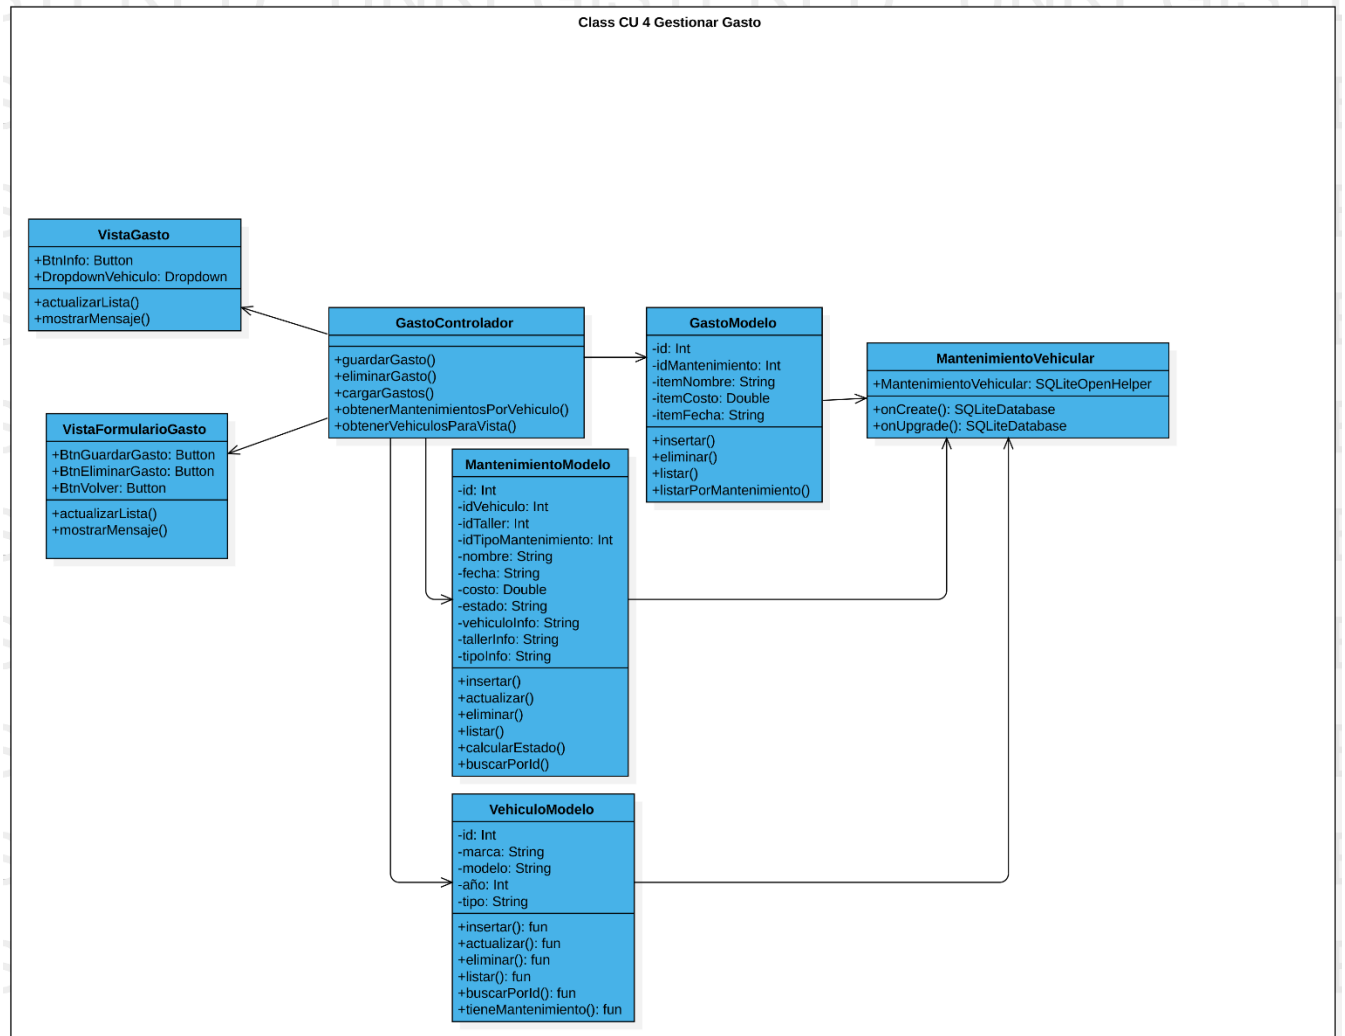 Class CU 4 Gestionar Gasto
VistaGasto
+BtnInfo: Button
+DropdownVehiculo: Dropdown
+actualizarLista()
+mostrarMensaje()
VistaFormularioGasto
+BtnGuardarGasto: Button
+BtnEliminarGasto: Button
+BtnVolver: Button
+actualizarLista()
+mostrarMensaje()
GastoControlador
+guardarGasto()
+eliminarGasto()
+cargarGastos()
+obtenerMantenimientosPorVehiculo()
+obtenerVehiculosParaVista()
GastoModelo
-id: Int
-idMantenimiento: Int
-itemNombre: String
-itemCosto: Double
-itemFecha: String
+insertar()
+eliminar()
+listar()
+listarPorMantenimiento()
MantenimientoVehicular
+MantenimientoVehicular: SQLiteOpenHelper
+onCreate(): SQLiteDatabase
+onUpgrade(): SQLiteDatabase
MantenimientoModelo
-id: Int
-idVehiculo: Int
-idTaller: Int
-idTipoMantenimiento: Int
-nombre: String
-fecha: String
-costo: Double
-estado: String
-vehiculoInfo: String
-tallerInfo: String
-tipoInfo: String
+insertar()
+actualizar()
+eliminar()
+listar()
+calcularEstado()
+buscarPorId()
VehiculoModelo
-id: Int
-marca: String
-modelo: String
-año: Int
-tipo: String
+insertar(): fun
+actualizar(): fun
+eliminar(): fun
+listar(): fun
+buscarPorId(): fun
+tieneMantenimiento(): fun